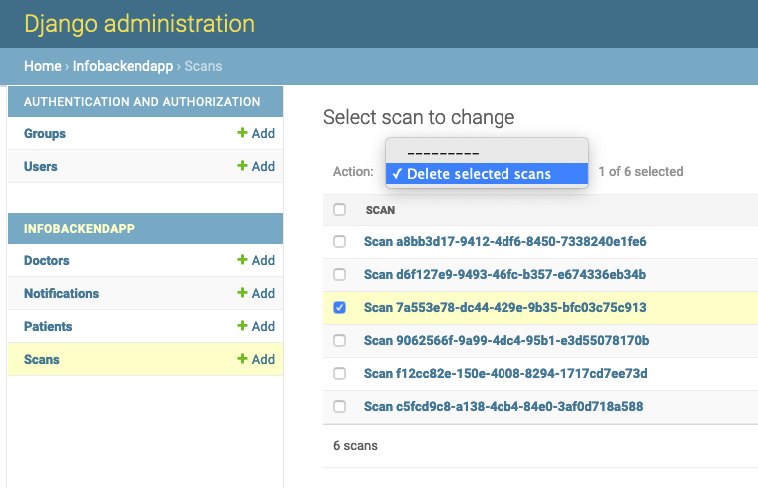 Django administration
Home › Infobackendapp › Scans
AUTHENTICATION AND AUTHORIZATION
Groups + Add
Users + Add
INFOBACKENDAPP
Doctors + Add
Notifications + Add
Patients + Add
Scans + Add
Select scan to change
---------
Action: ✓ Delete selected scans 1 of 6 selected
SCAN
Scan a8bb3d17-9412-4df6-8450-7338240e1fe6
Scan d6f127e9-9493-46fc-b357-e674336eb34b
Scan 7a553e78-dc44-429e-9b35-bfc03c75c913
Scan 9062566f-9a99-4dc4-95b1-e3d55078170b
Scan f12cc82e-150e-4008-8294-1717cd7ee73d
Scan c5fcd9c8-a138-4cb4-84e0-3af0d718a588
6 scans